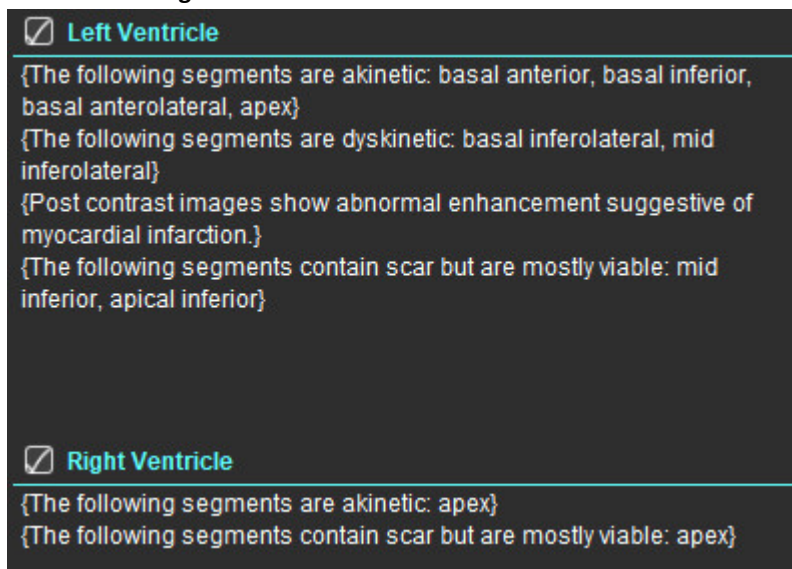 Left Ventricle
{The following segments are akinetic: basal anterior, basal inferior,
basal anterolateral, apex}
{The following segments are dyskinetic: basal inferolateral, mid
inferolateral}
{Post contrast images show abnormal enhancement suggestive of
myocardial infarction.}
{The following segments contain scar but are mostly viable: mid
inferior, apical inferior}
Right Ventricle
{The following segments are akinetic: apex}
{The following segments contain scar but are mostly viable: apex}